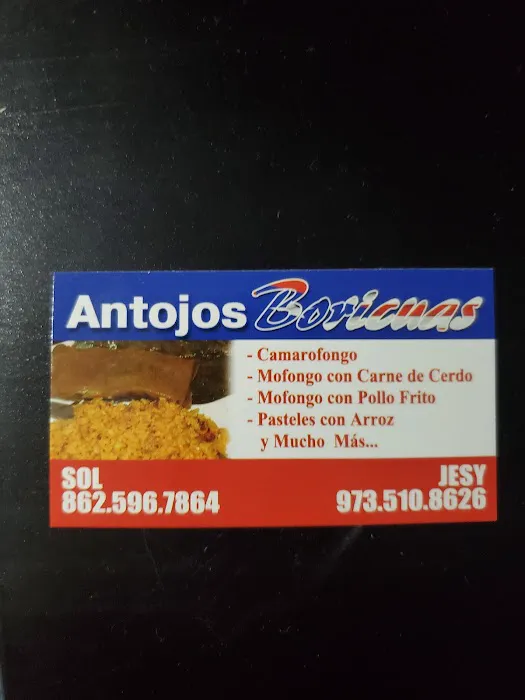 Antojos Boricuas
- Camarofongo
- Mofongo con Carne de Cerdo
- Mofongo con Pollo Frito
- Pasteles con Arroz
y Mucho Más...
SOL
862.596.7864
JESY
973.510.8626